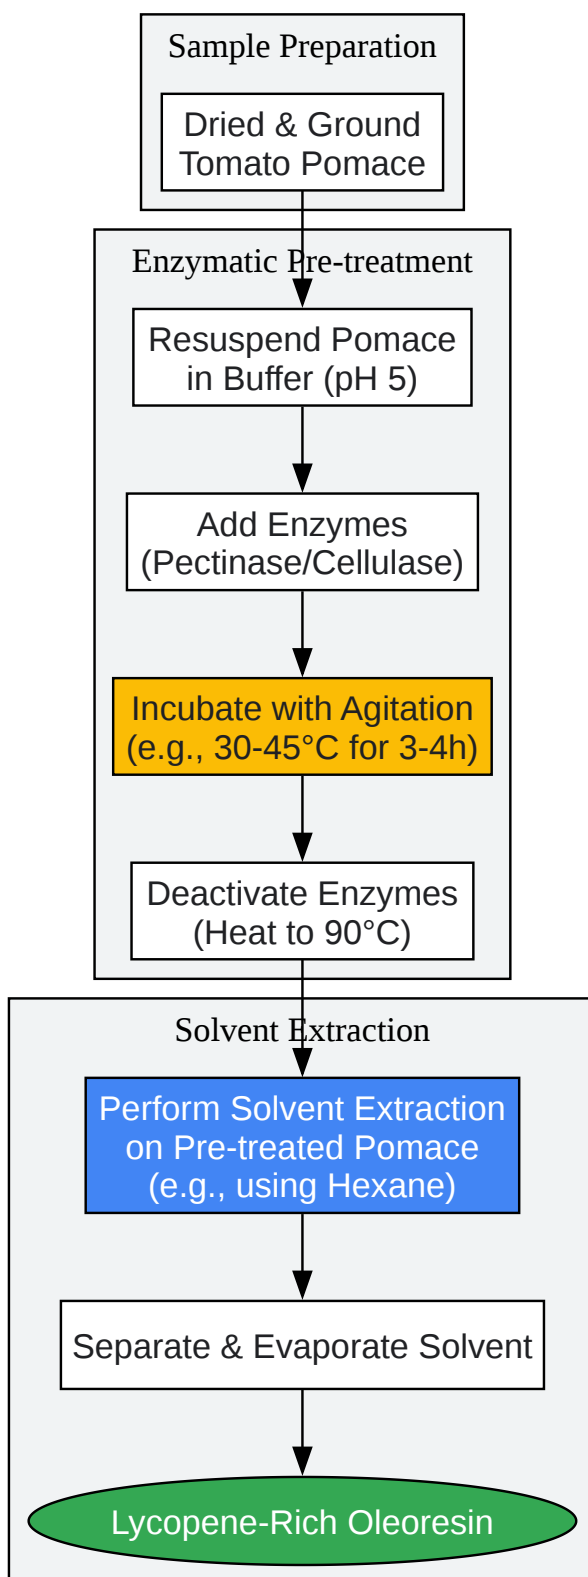 Sample Preparation
Dried & Ground
Tomato Pomace
Enzymatic Pre-treatment
Resuspend Pomace
in Buffer (pH 5)
Add Enzymes
(Pectinase/Cellulase)
Incubate with Agitation
(e.g., 30-45°C for 3-4h)
Deactivate Enzymes
(Heat to 90°C)
Solvent Extraction
Perform Solvent Extraction
on Pre-treated Pomace
(e.g., using Hexane)
Separate & Evaporate Solvent
Lycopene-Rich Oleoresin